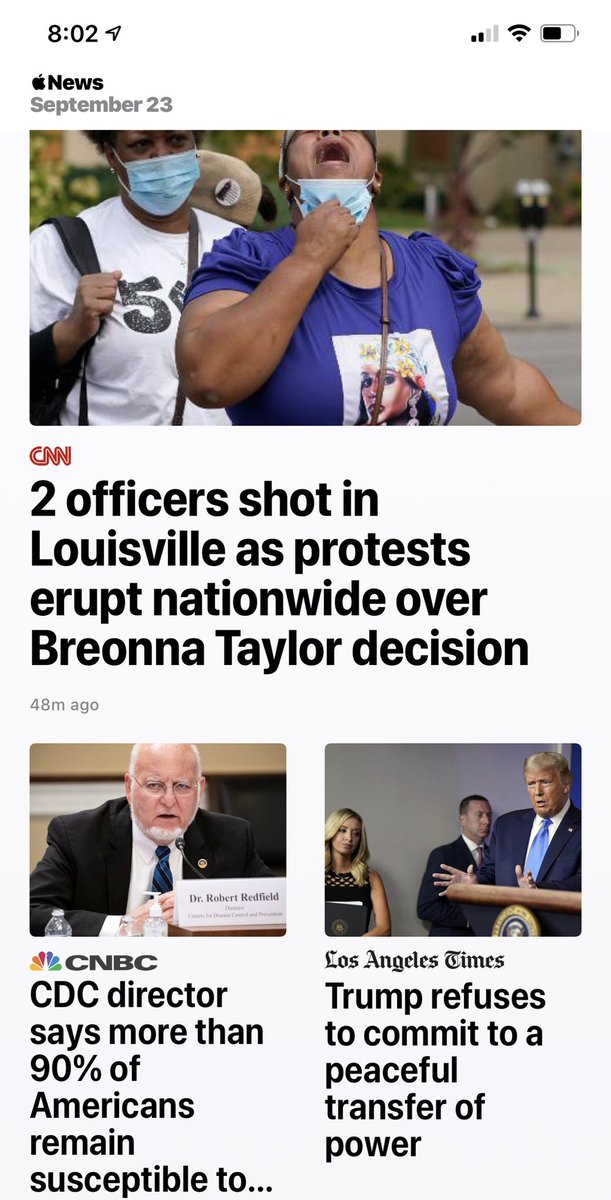 8:02
News
September 23
5
CNN
2 officers shot in
Louisville as protests
erupt nationwide over
Breonna Taylor decision
48m ago
Dr. Robert Redfield
Director
Centers for Disease Control and Prevention
CNBC
CDC director
says more than
90% of
Americans
remain
susceptible to...
Los Angeles Times
Trump refuses
to commit to a
peaceful
transfer of
power